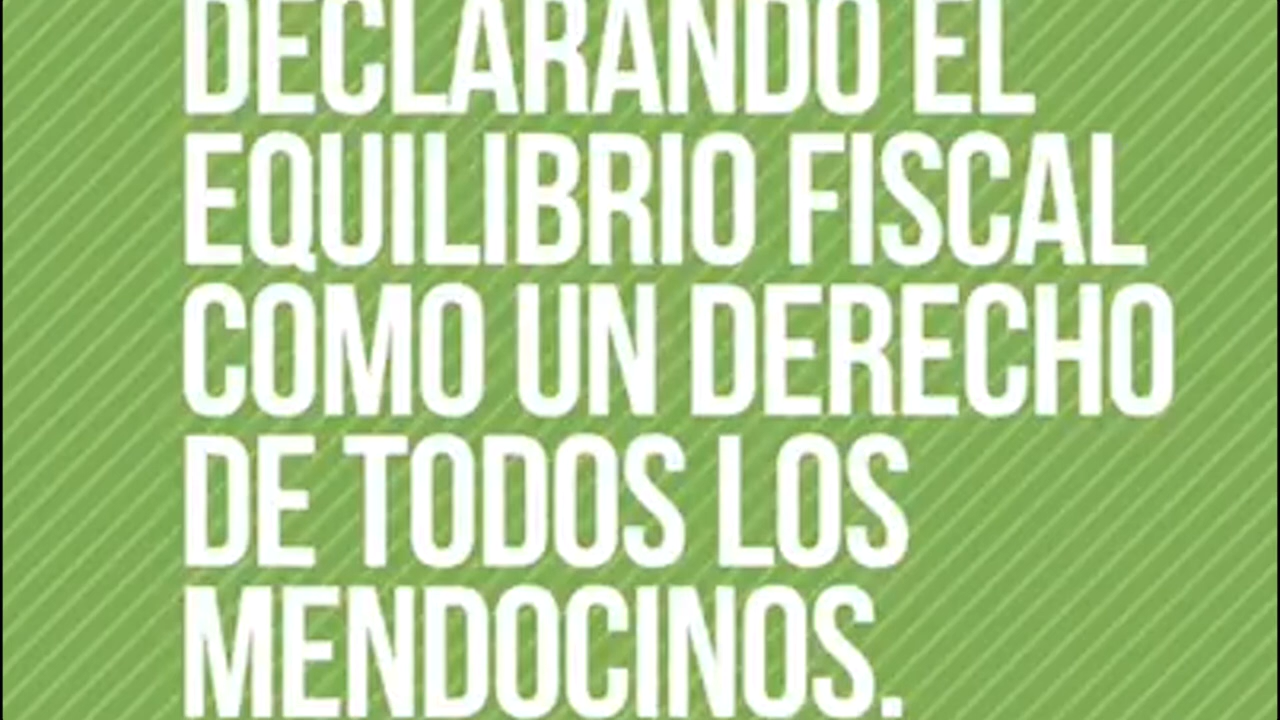 DECLARANDO EL
EQUILIBRIO FISCAL
COMO UN DERECHO
DE TODOS LOS
MENDOCINOS.